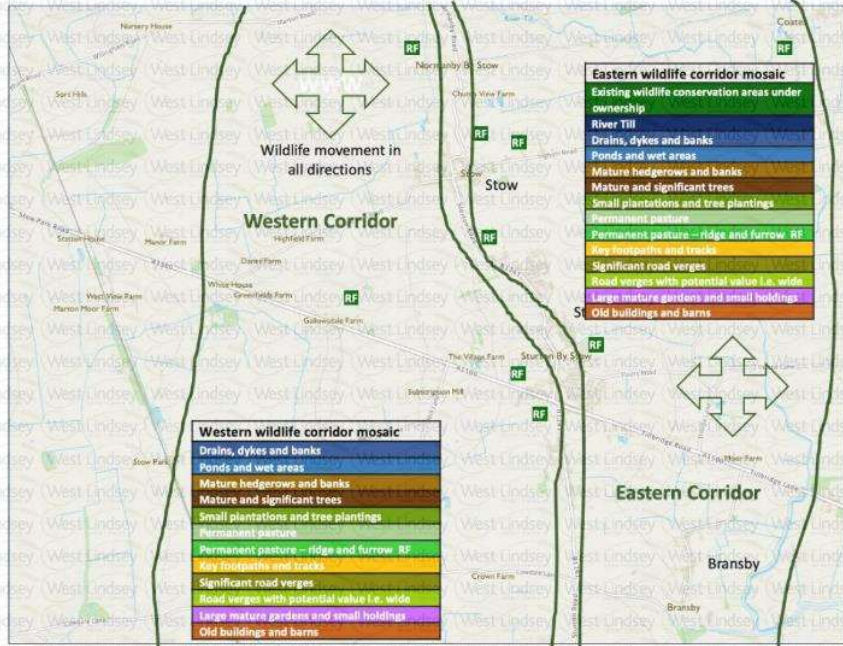 Nursery House
Coates
RF
RF
Normanby By Stow
Sors Hills
Church View Farm
Eastern wildlife corridor mosaic
Existing wildlife conservation areas under
ownership
River Till
Drains, dykes and banks
Ponds and wet areas
Mature hedgerows and banks
Mature and significant trees
Small plantations and tree plantings
Permanent pasture
Permanent pasture – ridge and furrow RF
Key footpaths and tracks
Significant road verges
Road verges with potential value i.e. wide
Large mature gardens and small holdings
Old buildings and barns
Wildlife movement in
all directions
RF
RF
Stow
Stow
Western Corridor
Stow Park Road
Station House
Manor Farm
Highfield Farm
RF
White House
West View Farm
Marton Moor Farm
Greenfields Farm
RF
Gallowsdale Farm
St
RF
The Village Farm
Sturton By Stow
RF
Subscription Mill
RF
Tillbridge Road
Moor Farm
Tillbridge Lane
Western wildlife corridor mosaic
Drains, dykes and banks
Ponds and wet areas
Mature hedgerows and banks
Mature and significant trees
Small plantations and tree plantings
Permanent pasture
Permanent pasture – ridge and furrow RF
Key footpaths and tracks
Significant road verges
Road verges with potential value i.e. wide
Large mature gardens and small holdings
Old buildings and barns
Stow Park
Eastern Corridor
Crown Farm
Bransby
Bransby
West Lindsey